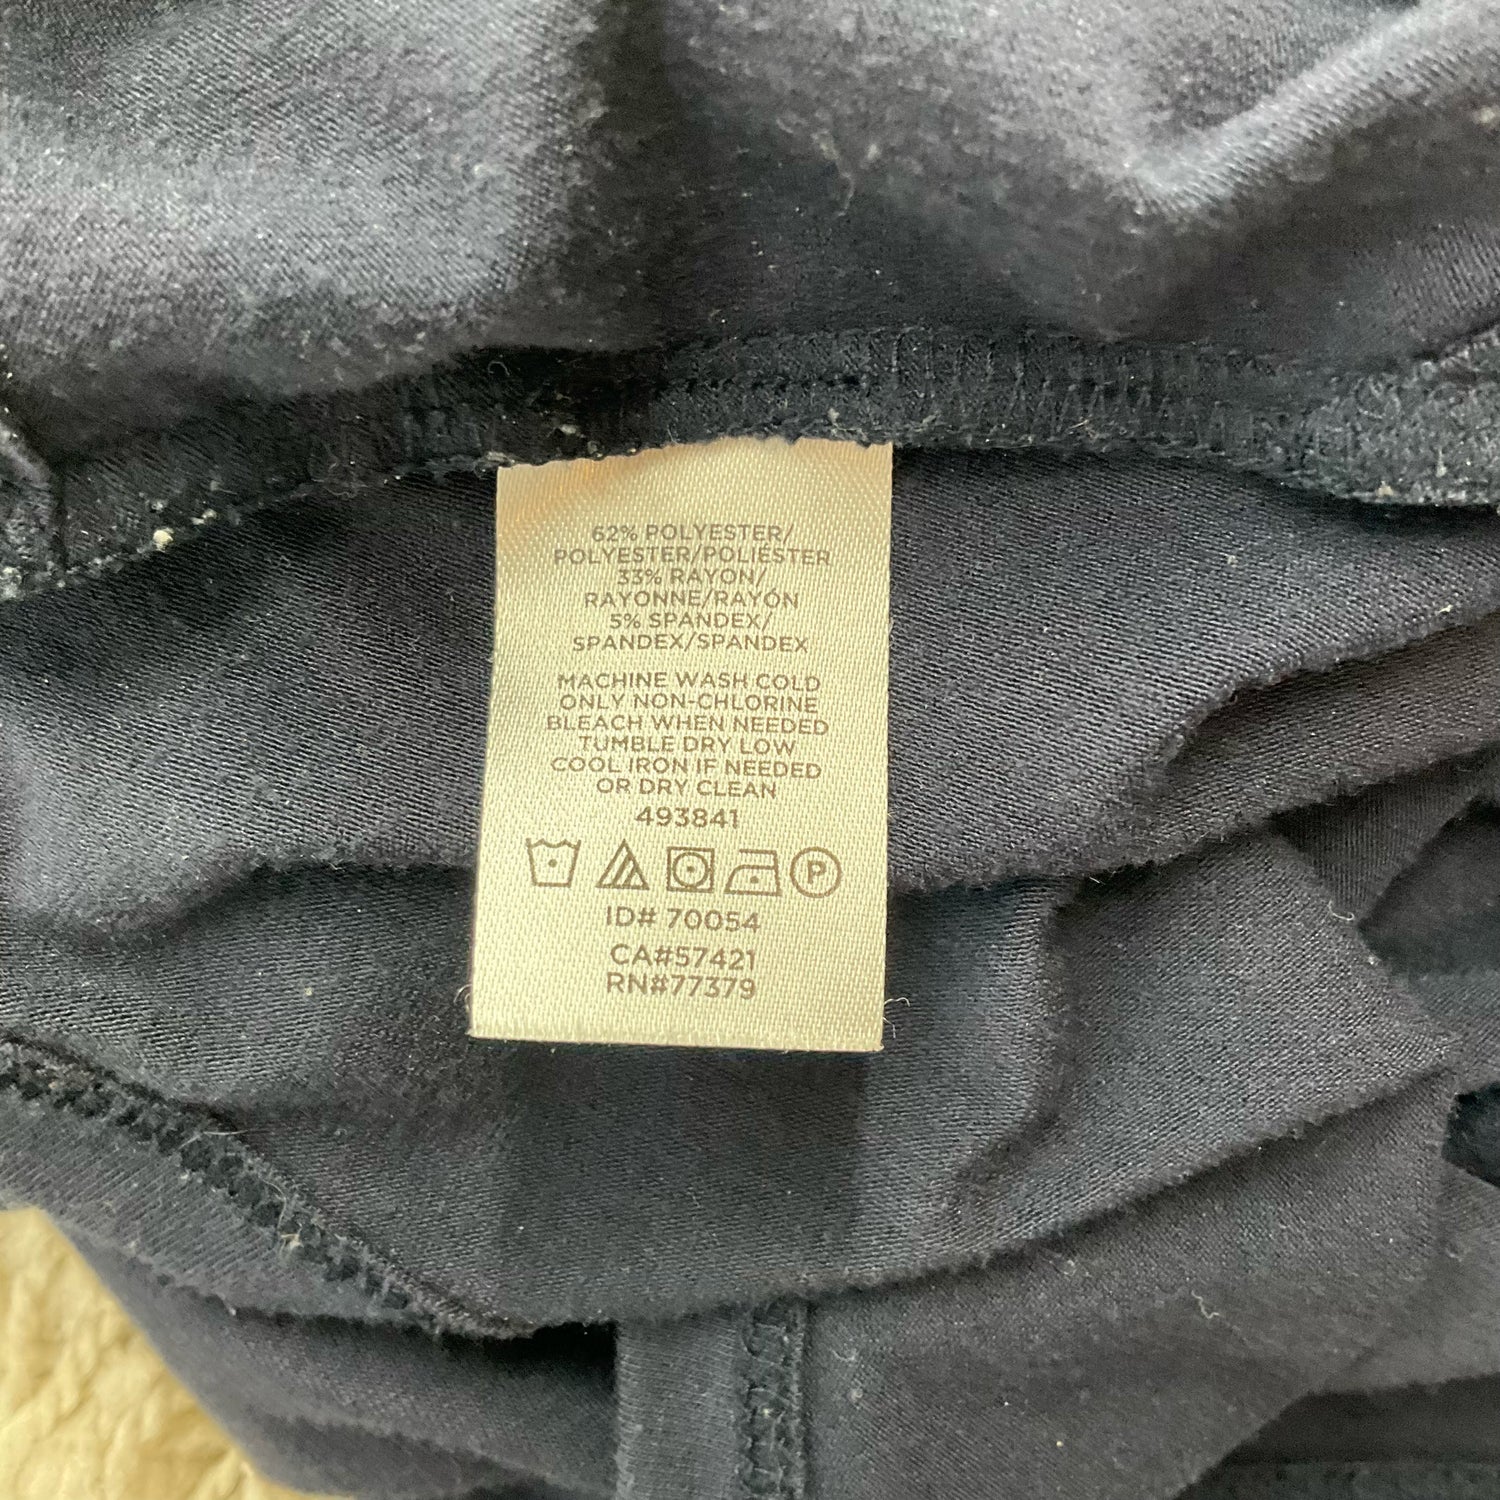 62% POLYESTER/
POLYESTER/POLIÉSTER
33% RAYON/
RAYONNE/RAYÓN
5% SPANDEX/
SPANDEX/SPANDEX
MACHINE WASH COLD
ONLY NON-CHLORINE
BLEACH WHEN NEEDED
TUMBLE DRY LOW
COOL IRON IF NEEDED
OR DRY CLEAN
493841
P
ID# 70054
CA#57421
RN#77379